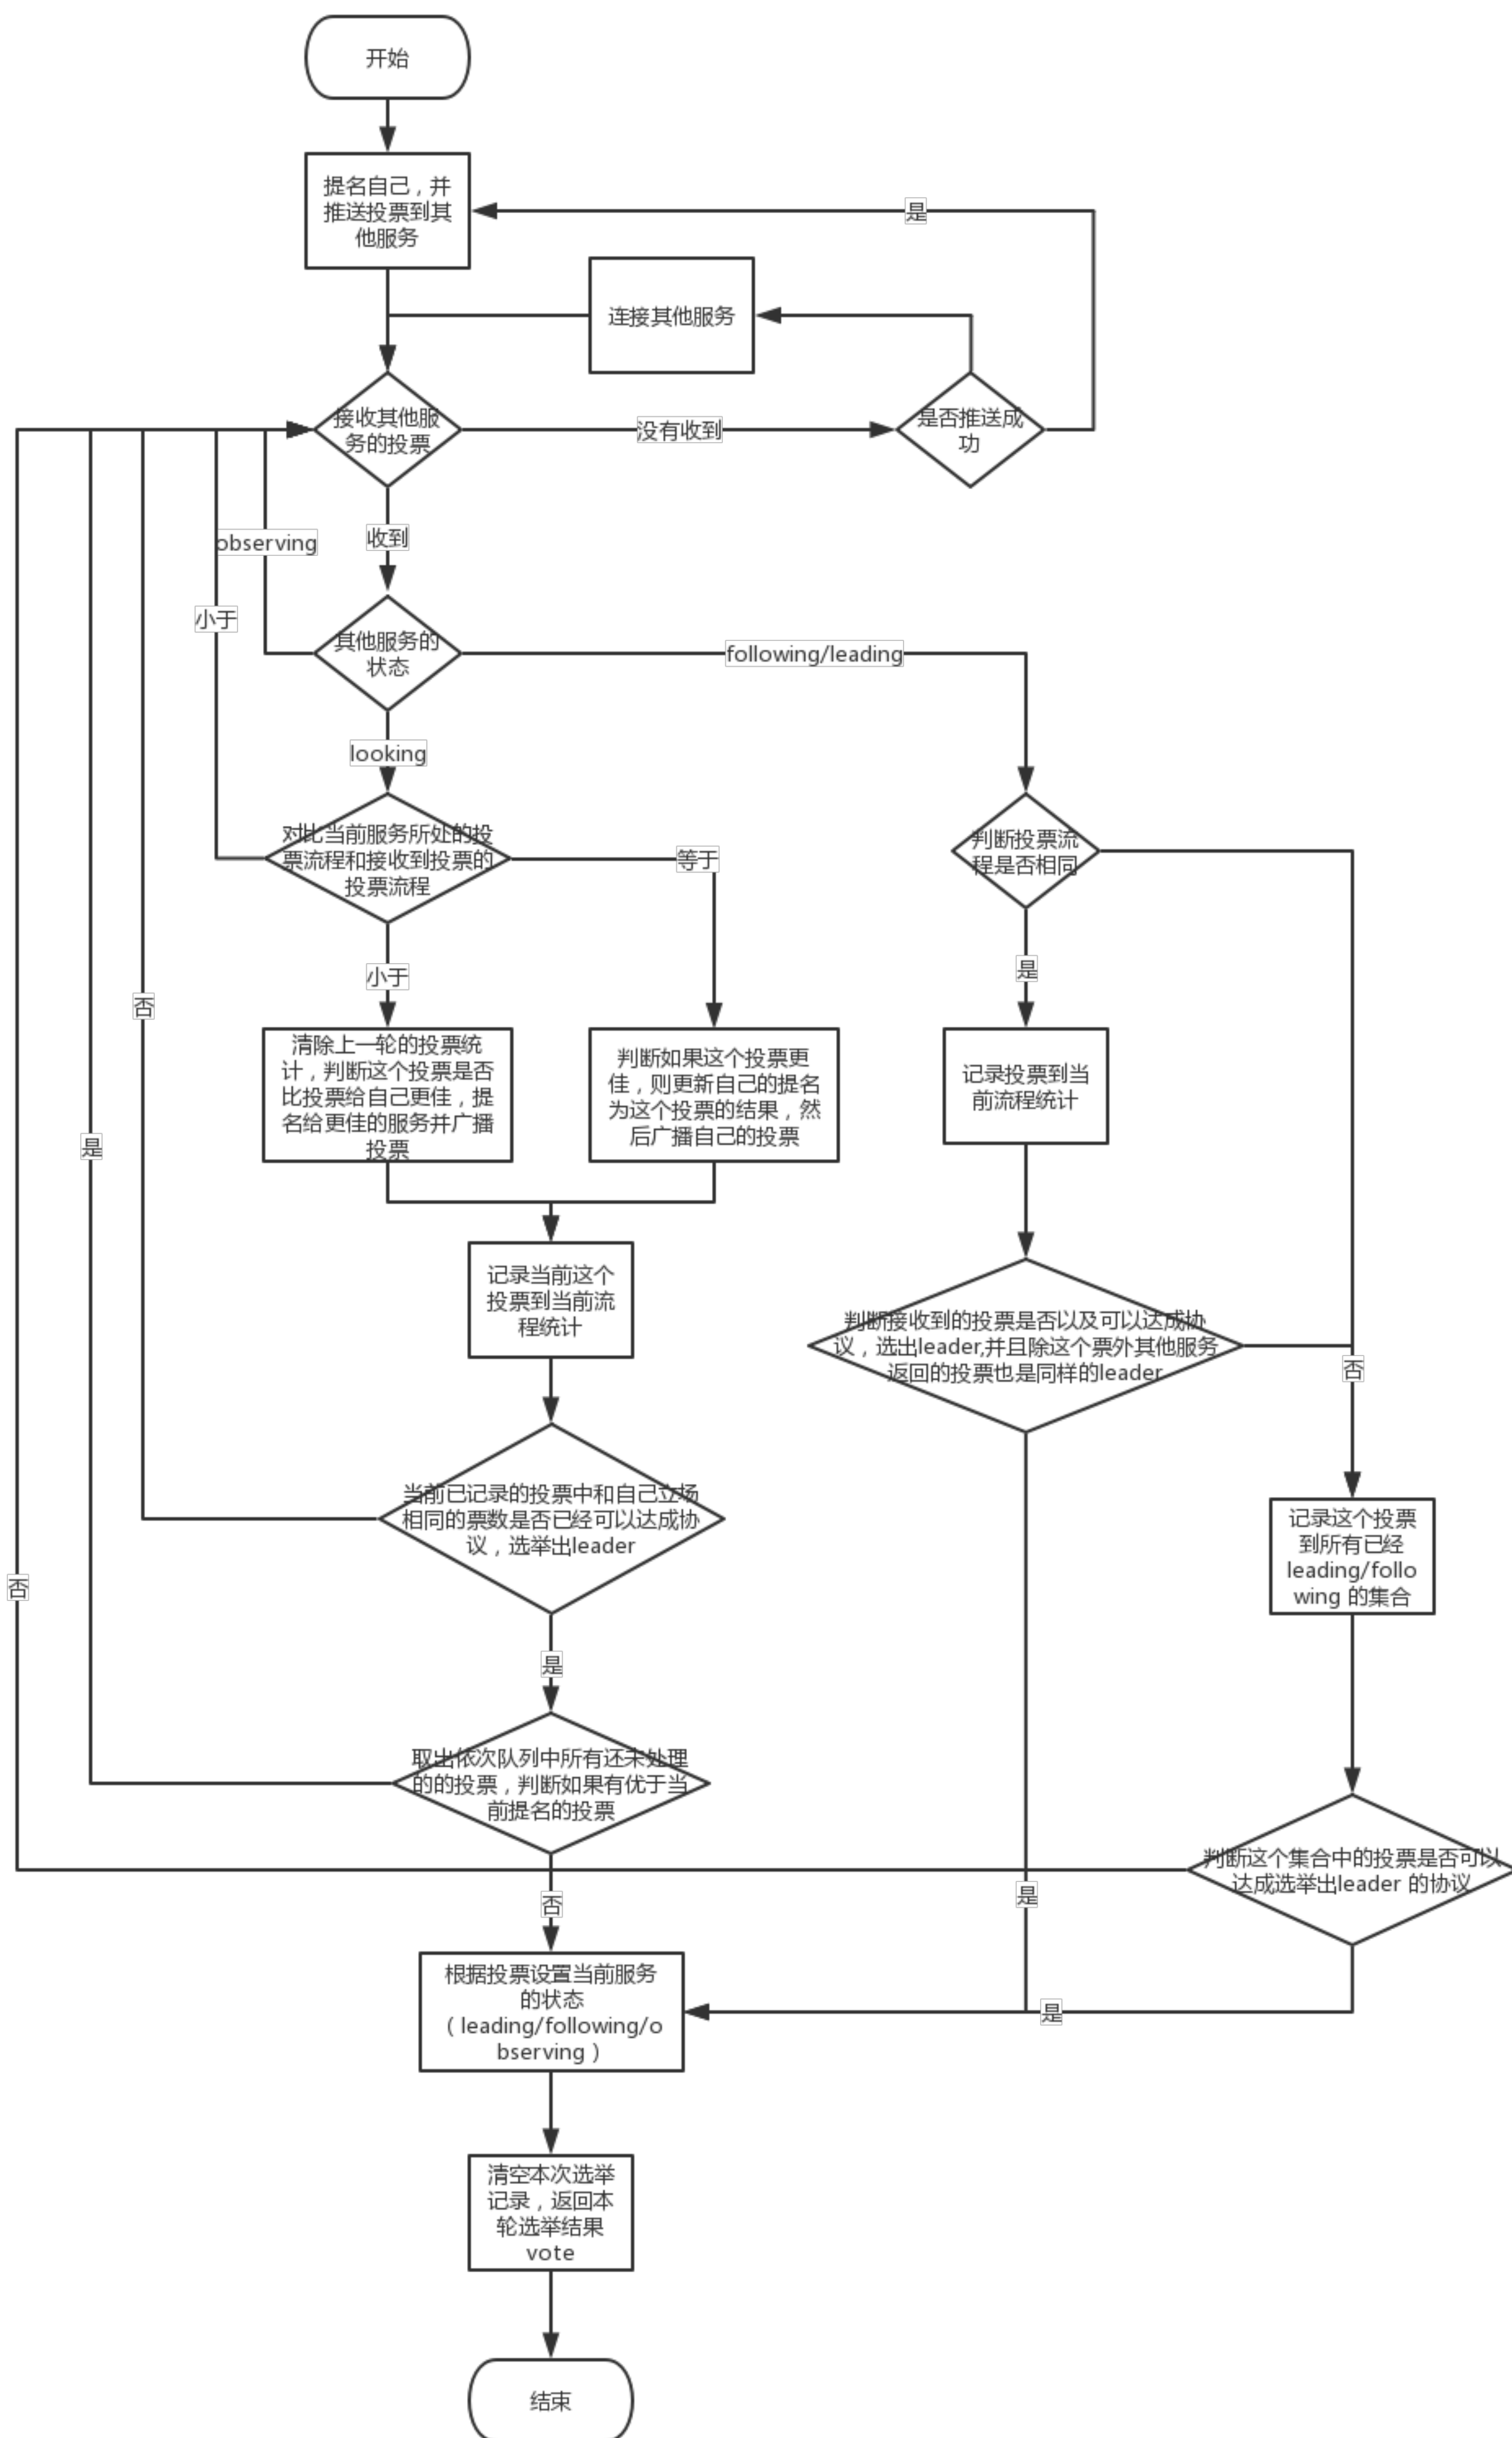 开始
提名自己，并
推送投票到其
他服务
是
连接其他服务
接收其他服
务的投票
没有收到
是否推送成
功
observing
收到
小于
其他服务的
状态
following/leading
looking
对比当前服务所处的投
票流程和接收到投票的
投票流程
等于
判断投票流
程是否相同
小于
是
否
清除上一轮的投票统
计，判断这个投票是否
比投票给自己更佳，提
名给更佳的服务并广播
投票
判断如果这个投票更
佳，则更新自己的提名
为这个投票的结果，然
后广播自己的投票
记录投票到当
前流程统计
是
记录当前这个
投票到当前流
程统计
判断接收到的投票是否以及可以达成协
议，选出leader,并且除这个票外其他服务
返回的投票也是同样的leader
否
当前已记录的投票中和自己立场
相同的票数是否已经可以达成协
议，选举出leader
记录这个投票
到所有已经
leading/follo
wing 的集合
否
是
取出依次队列中所有还未处理
的的投票，判断如果有优于当
前提名的投票
判断这个集合中的投票是否可以
达成选举出leader 的协议
否
是
根据投票设置当前服务
的状态
（leading/following/o
bserving）
是
清空本次选举
记录，返回本
轮选举结果
vote
结束